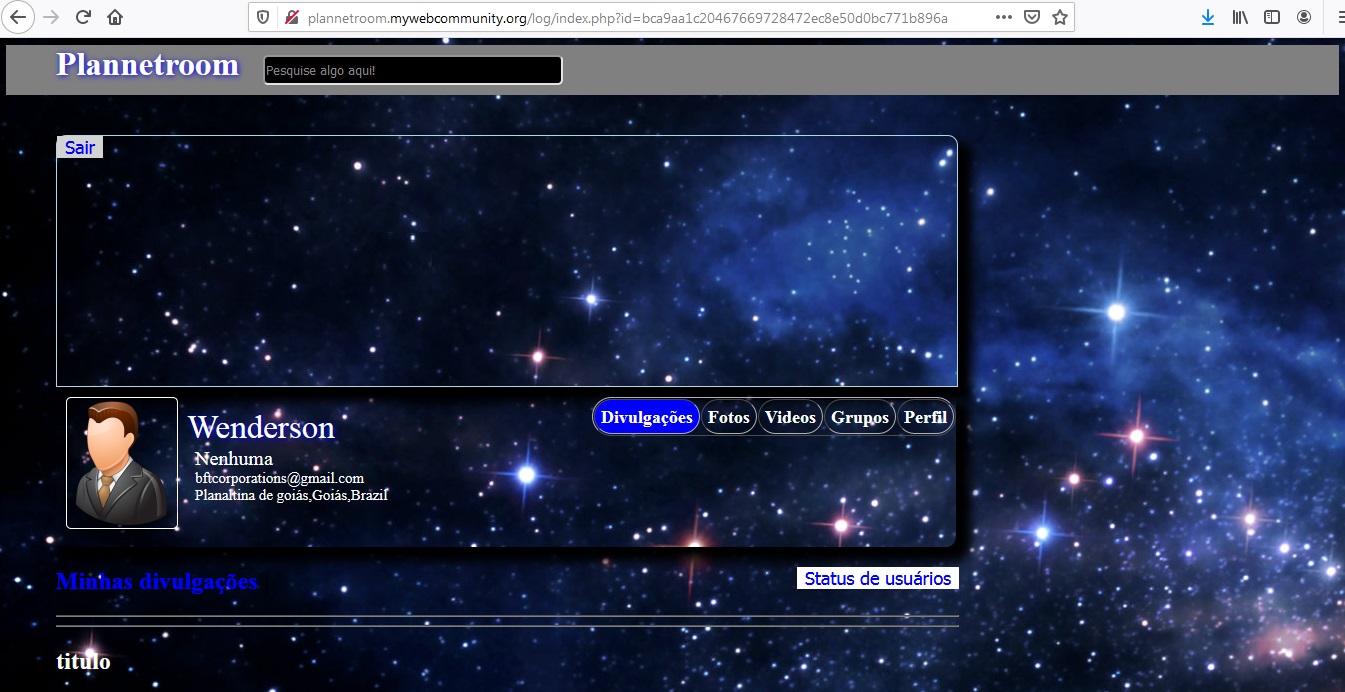 plannetroom.mywebcommunity.org/log/index.php?id=bca9aa1c20467669728472ec8e50d0bc771b896a
Plannetroom
Pesquise algo aqui!
Sair
Divulgações Fotos Videos Grupos Perfil
Wenderson
Nenhuma
bftcorporations@gmail.com
Planaltina de goiás,Goiás,Brazil
Minhas divulgações
Status de usuários
titulo